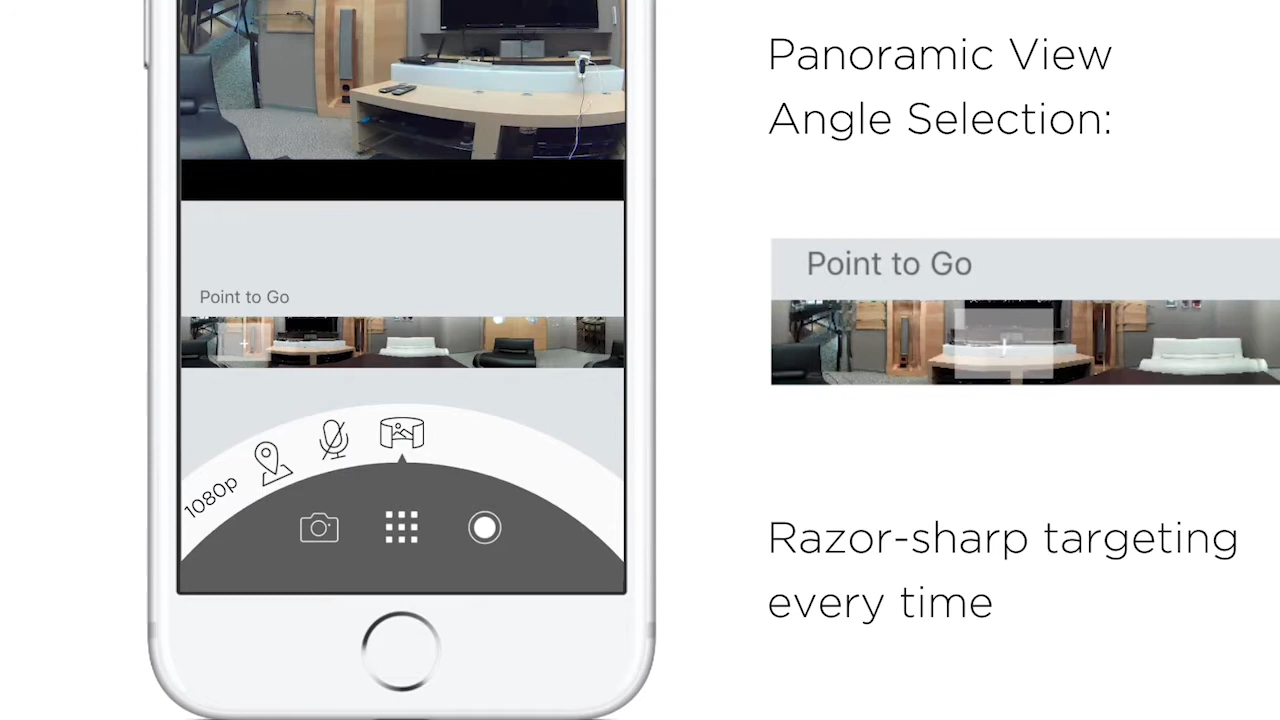 Panoramic View
Angle Selection:
Point to Go
Point to Go
1080p
Razor-sharp targeting
every time